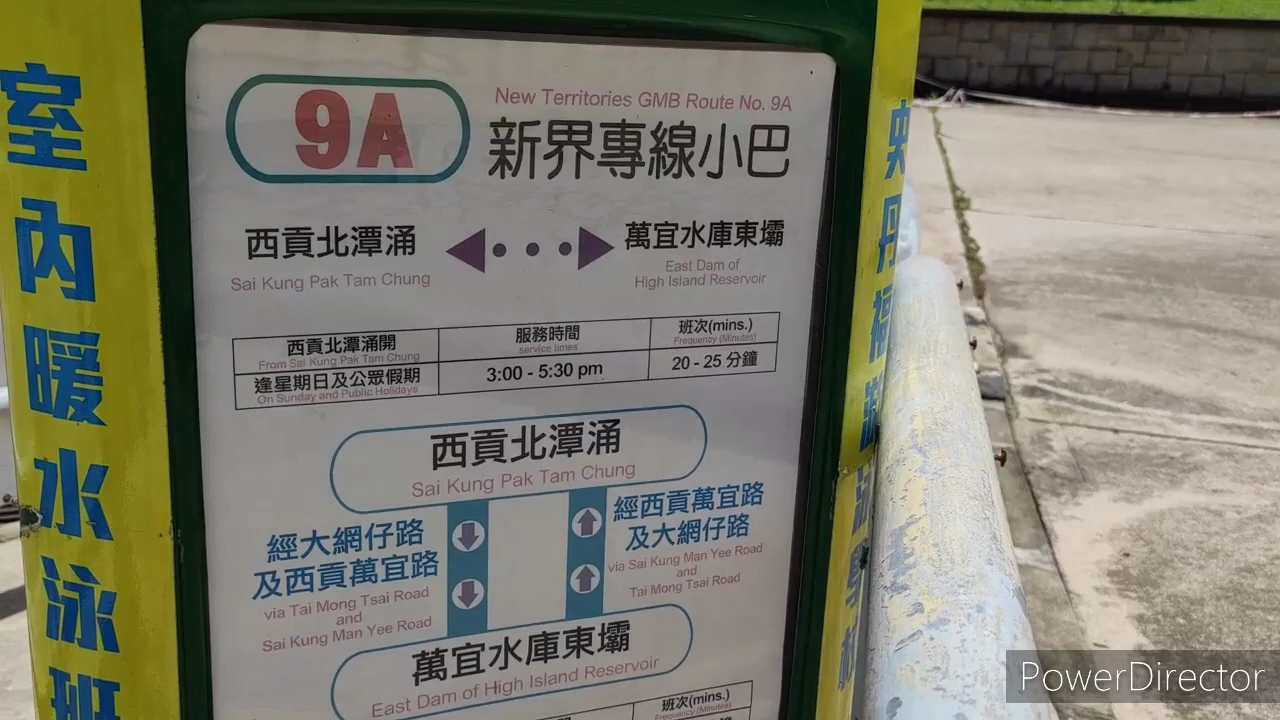 室內暖水泳班
9A
New Territories GMB Route No. 9A
新界專線小巴
西貢北潭涌
Sai Kung Pak Tam Chung
萬宜水庫東壩
East Dam of
High Island Reservoir
西貢北潭涌開
From Sai Kung Pak Tam Chung
服務時間
service times
班次(mins.)
Frequency (Minutes)
逢星期日及公眾假期
On Sunday and Public Holidays
3:00 - 5:30 pm
20 - 25 分鐘
西貢北潭涌
Sai Kung Pak Tam Chung
經大網仔路
及西貢萬宜路
via Tai Mong Tsai Road
and
Sai Kung Man Yee Road
經西貢萬宜路
及大網仔路
via Sai Kung Man Yee Road
and
Tai Mong Tsai Road
萬宜水庫東壩
East Dam of High Island Reservoir
班次(mins.)
Frequency (Minutes)
PowerDirector